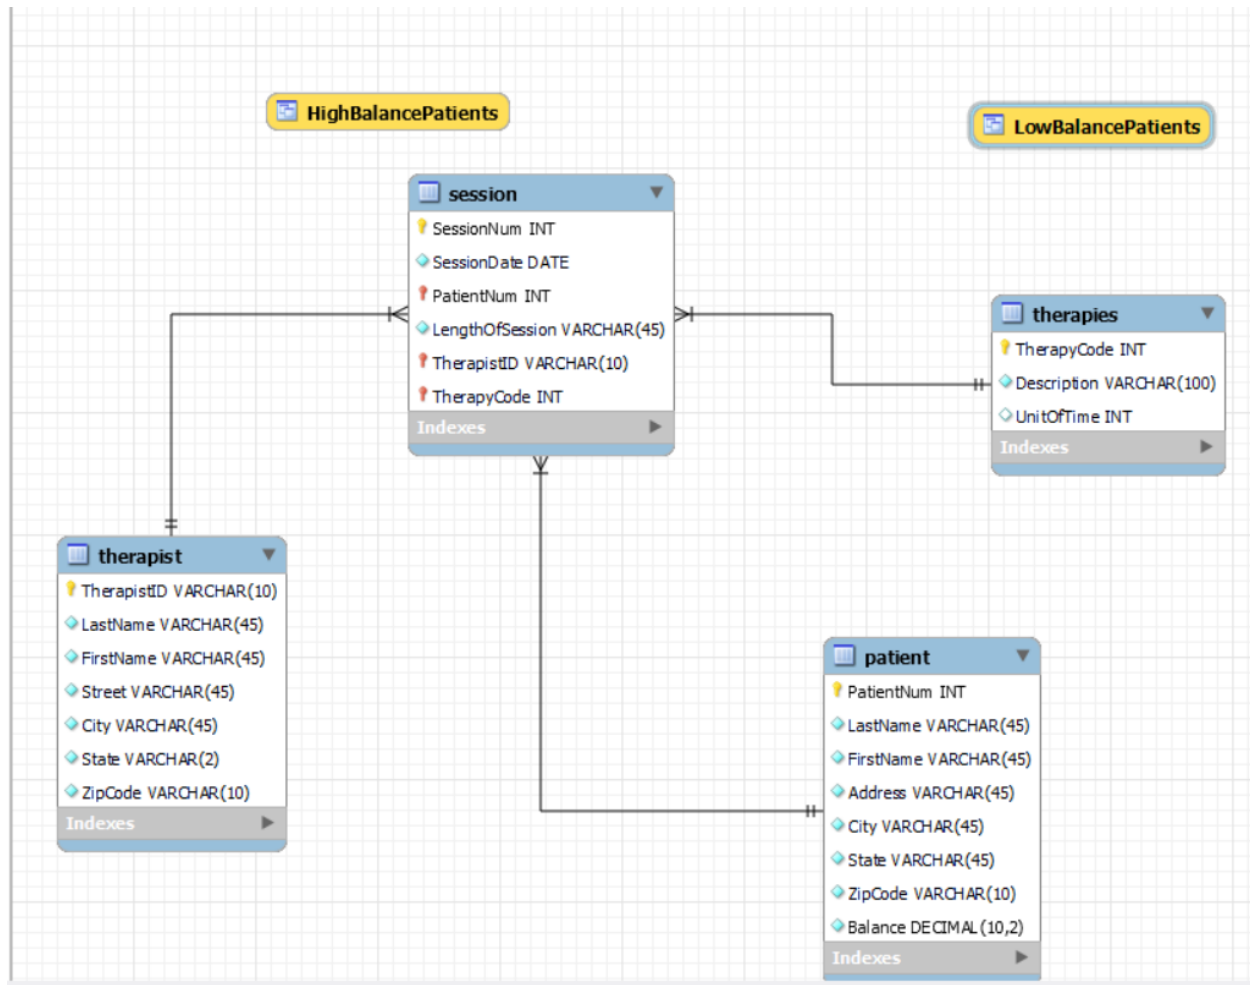 HighBalancePatients
LowBalancePatients
session
SessionNum INT
SessionDate DATE
PatientNum INT
LengthOfSession VARCHAR(45)
TherapistID VARCHAR(10)
TherapyCode INT
Indexes
therapies
TherapyCode INT
Description VARCHAR(100)
UnitOfTime INT
Indexes
therapist
TherapistID VARCHAR(10)
LastName VARCHAR(45)
FirstName VARCHAR(45)
Street VARCHAR(45)
City VARCHAR(45)
State VARCHAR(2)
ZipCode VARCHAR(10)
Indexes
patient
PatientNum INT
LastName VARCHAR(45)
FirstName VARCHAR(45)
Address VARCHAR(45)
City VARCHAR(45)
State VARCHAR(45)
ZipCode VARCHAR(10)
Balance DECIMAL(10,2)
Indexes